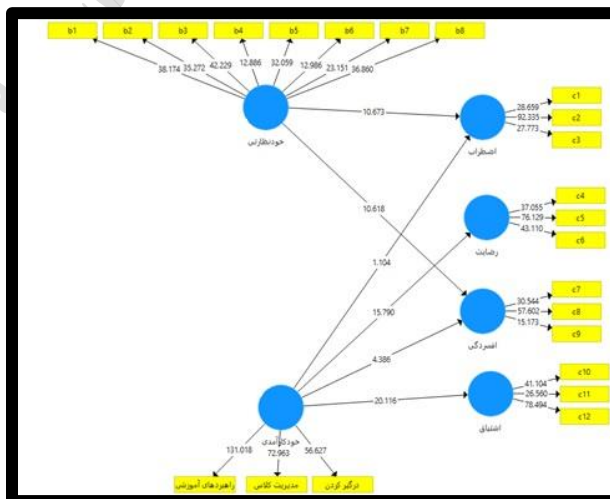 b1 b2 b3 b4 b5 b6 b7 b8
38.174 35.272 42.229 12.886 32.059 12.986 23.151 36.860
خودنظارتی
10.673
اضطراب
28.659 c1
92.335 c2
27.773 c3
10.618
1.104
رضایت
37.055 c4
76.129 c5
43.110 c6
15.790
افسردگی
30.544 c7
57.602 c8
15.173 c9
4.386
20.116
اشتیاق
41.104 c10
26.560 c11
78.494 c12
خودکارآمدی
131.018 72.963 56.627
راهبردهای آموزشی مدیریت کلاس درگیر کردن